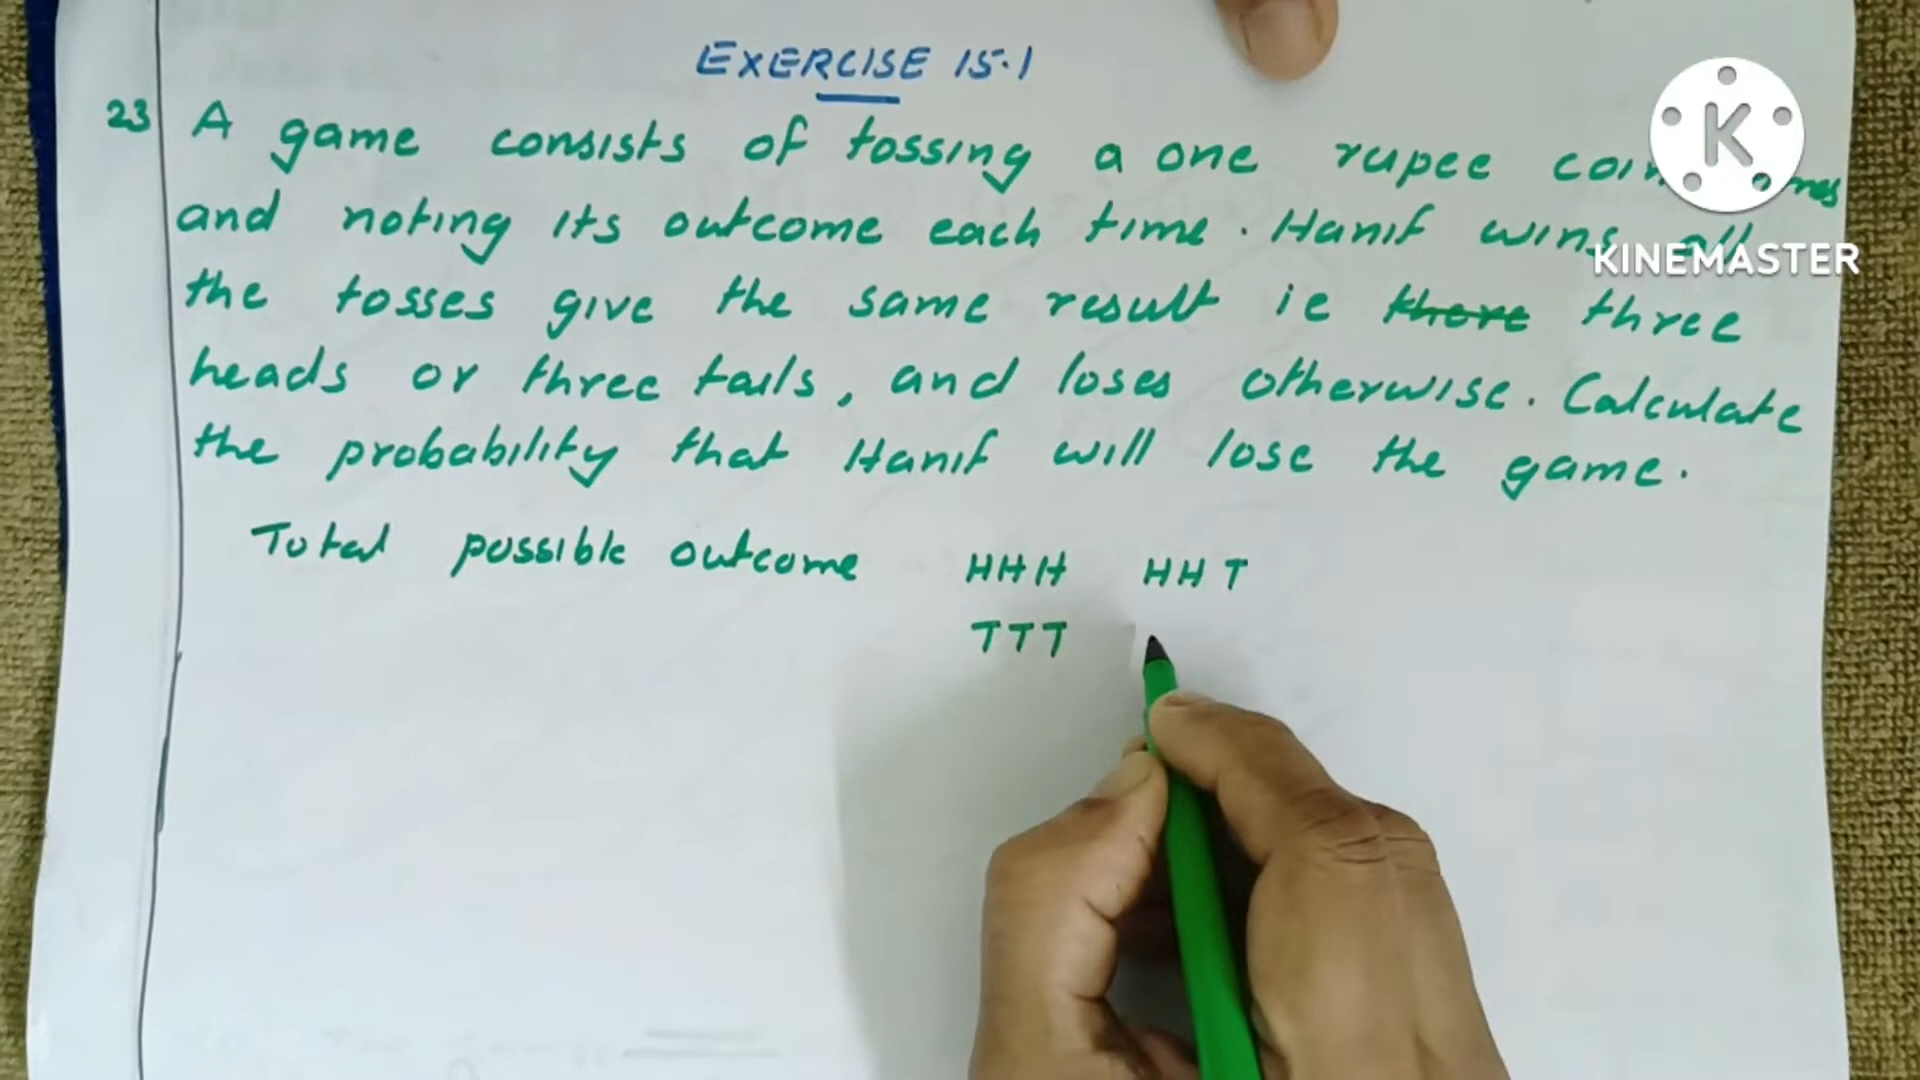 EXERCISE 15.1
23 A game consists of tossing a one rupee coin
and noting its outcome each time. Hanif wins all
the tosses give the same result ie there three
heads or three tails, and loses otherwise. Calculate
the probability that Hanif will lose the game.
Total possible outcome HHH HHT
TTT
K
KINEMASTER